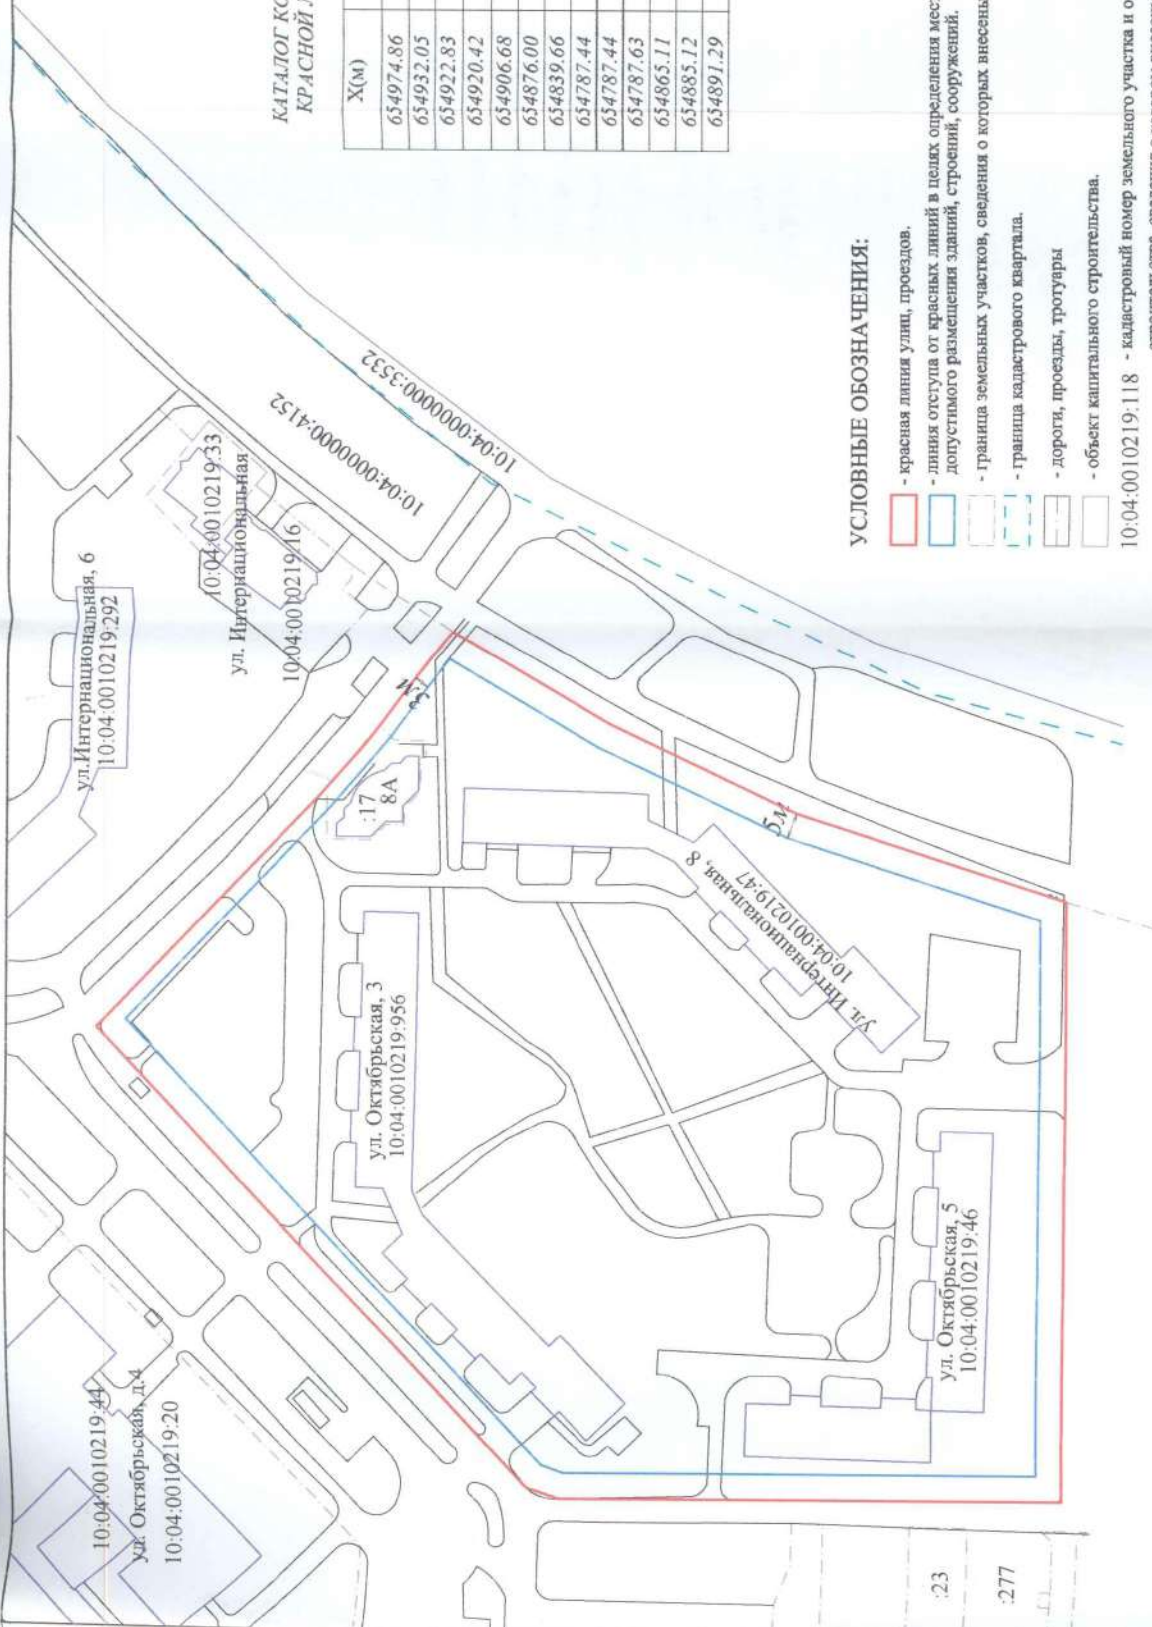 КАТАЛОГ КО
КРАСНОЙ Л
X(м)
654974.86
654932.05
654922.83
654920.42
654906.68
654876.00
654839.66
654787.44
654787.44
654787.63
654865.11
654885.12
654891.29
ул.Интернациональная, 6
10:04:0010219:292
10:04:0010219:33
ул. Интернациональная
10:04:0010219:16
10:04:0000000:4152
10:04:0000000:3532
3м
:17
8А
5м
ул. Интернациональная, 8
10:04:0010219:47
ул. Октябрьская, 3
10:04:0010219:956
ул. Октябрьская, 5
10:04:0010219:46
10:04:0010219:44
ул. Октябрьская, д.4
10:04:0010219:20
:23
:277
УСЛОВНЫЕ ОБОЗНАЧЕНИЯ:
- красная линия улиц, проездов.
- линия отступа от красных линий в целях определения мес
допустимого размещения зданий, строений, сооружений.
- граница земельных участков, сведения о которых внесены
- граница кадастрового квартала.
- дороги, проезды, тротуары
- объект капитального строительства.
10:04:0010219:118 - кадастровый номер земельного участка и о